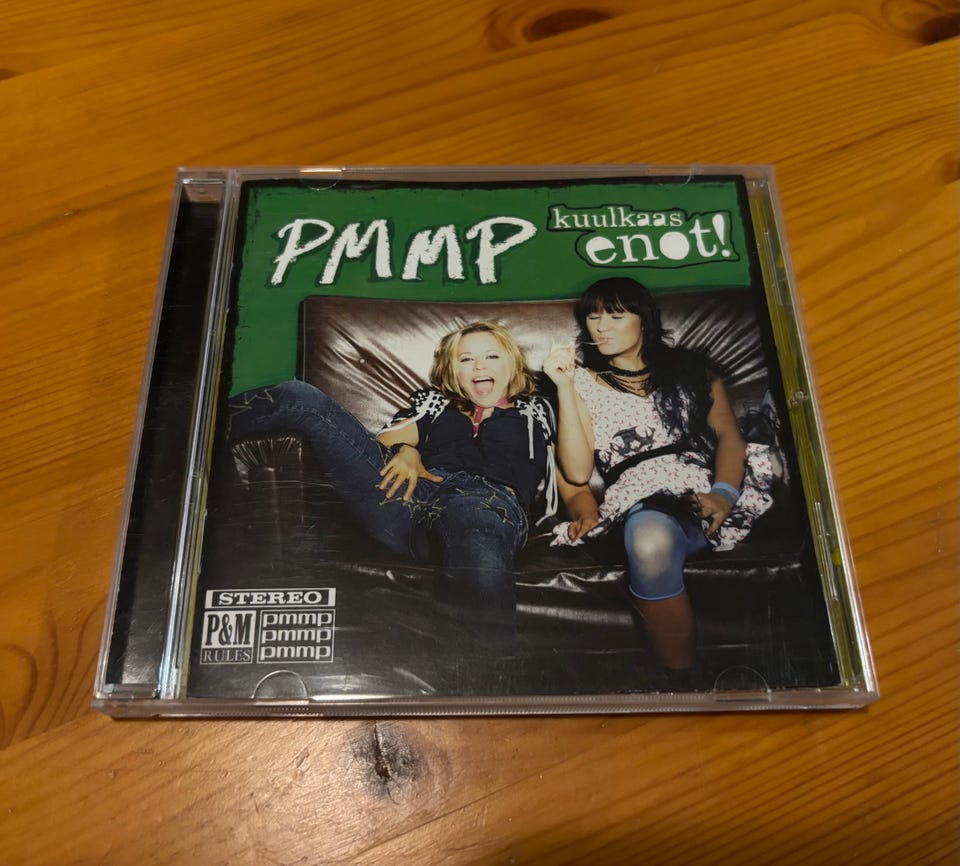 PMMP
kuulkaas
enot!
STEREO
P&M
RULES
pmmp
pmmp
pmmp